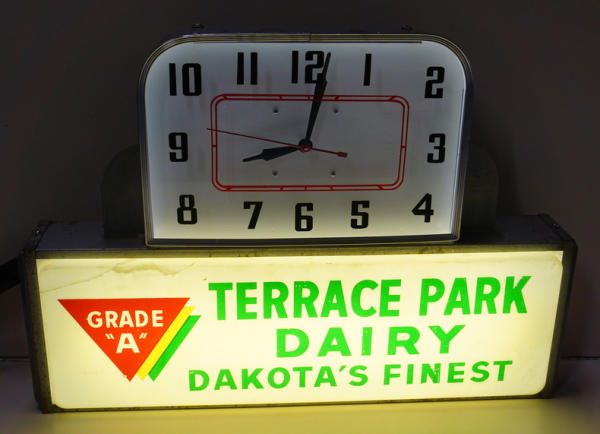 10 11 12 1 2
9 3
8 7 6 5 4
GRADE
"A"
TERRACE PARK
DAIRY
DAKOTA'S FINEST